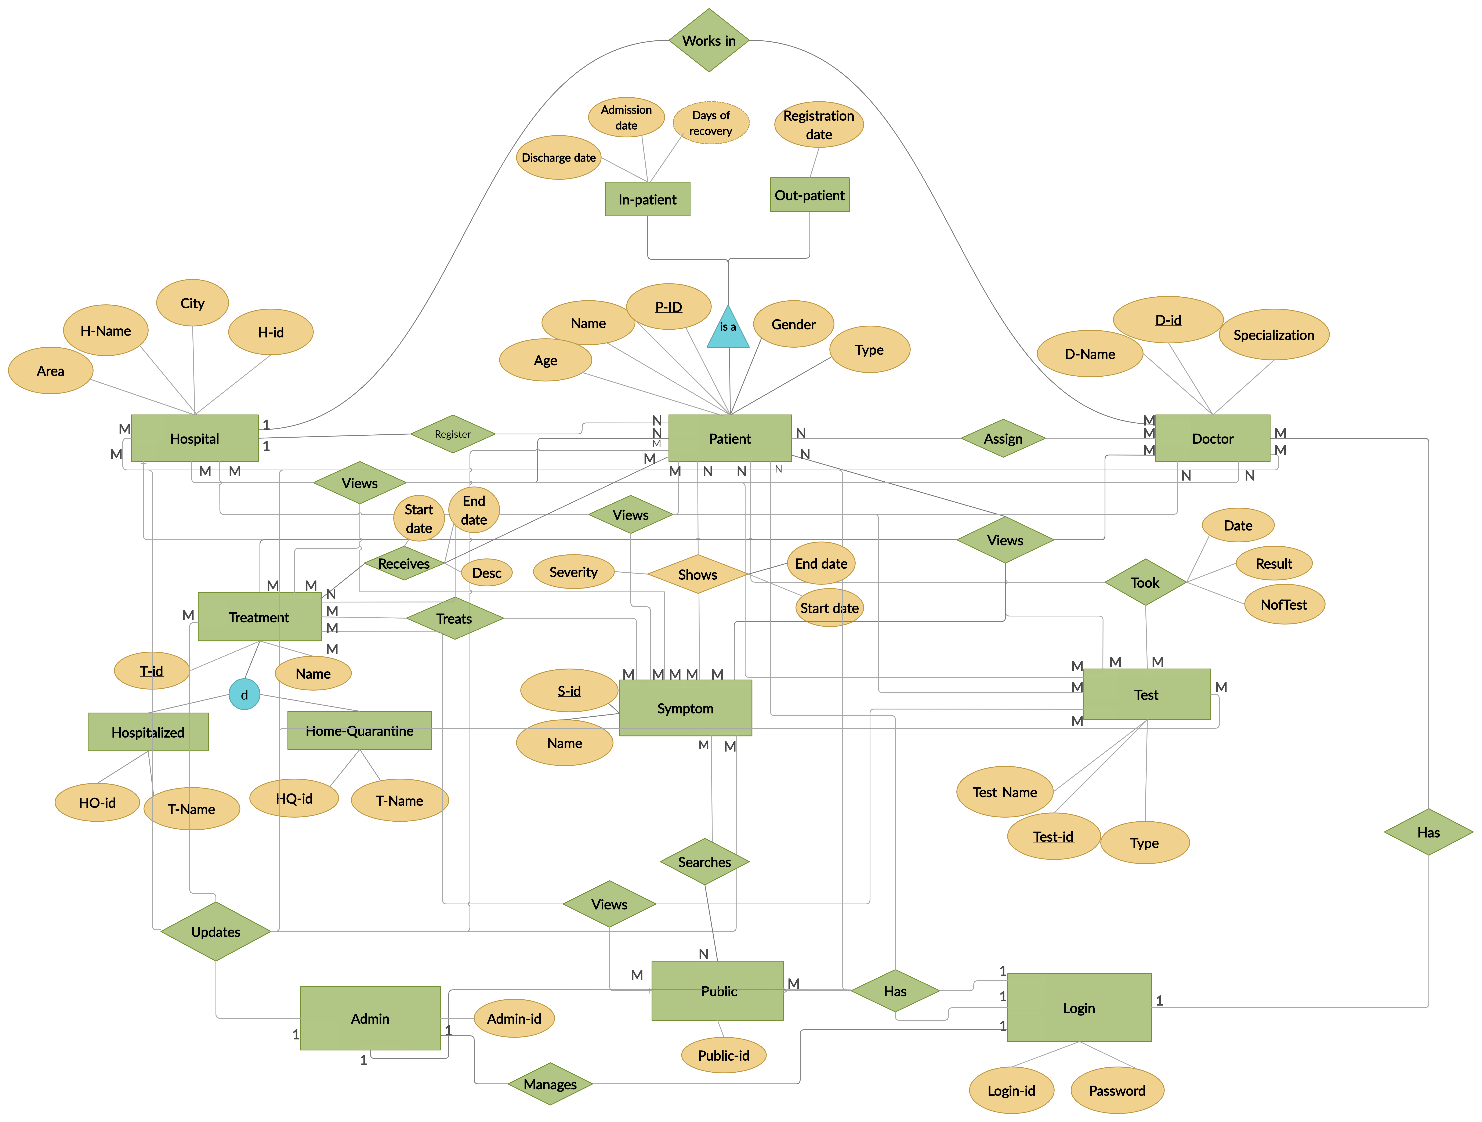 Works in
Admission
date
Days of
recovery
Registration
date
Discharge date
In-patient
Out-patient
City
H-Name
H-id
Area
Name
P-ID
Age
is a
Gender
Type
D-id
D-Name
Specialization
Hospital
M
M
1
1
M
M
Register
Patient
N
N
M
M
N
N
M
N
N
N
Assign
Doctor
M
M
M
M
M
N
N
Views
Start
date
End
date
Views
Views
Receives
Desc
Severity
Shows
End date
Start date
Took
Date
Result
NofTest
Treatment
M
M
N
M
M
M
M
Treats
T-id
Name
d
Hospitalized
Home-Quarantine
HO-id
T-Name
HQ-id
T-Name
M
M
M
M
M
S-id
Symptom
Name
M
M
M
M
M
M
M
M
Test
Test Name
Test-id
Type
Has
Searches
Views
Updates
N
M
M
Public
Public-id
Has
Admin
1
1
1
Admin-id
Manages
1
1
1
1
Login
Login-id
Password